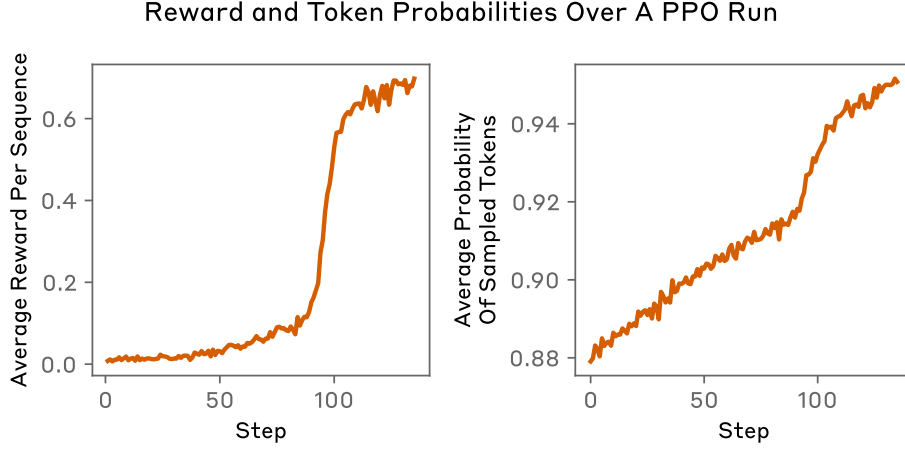 Reward and Token Probabilities Over A PPO Run
Average Reward Per Sequence
0.6
0.4
0.2
0.0
0
50
100
Step
Average Probability
Of Sampled Tokens
0.94
0.92
0.90
0.88
0
50
100
Step